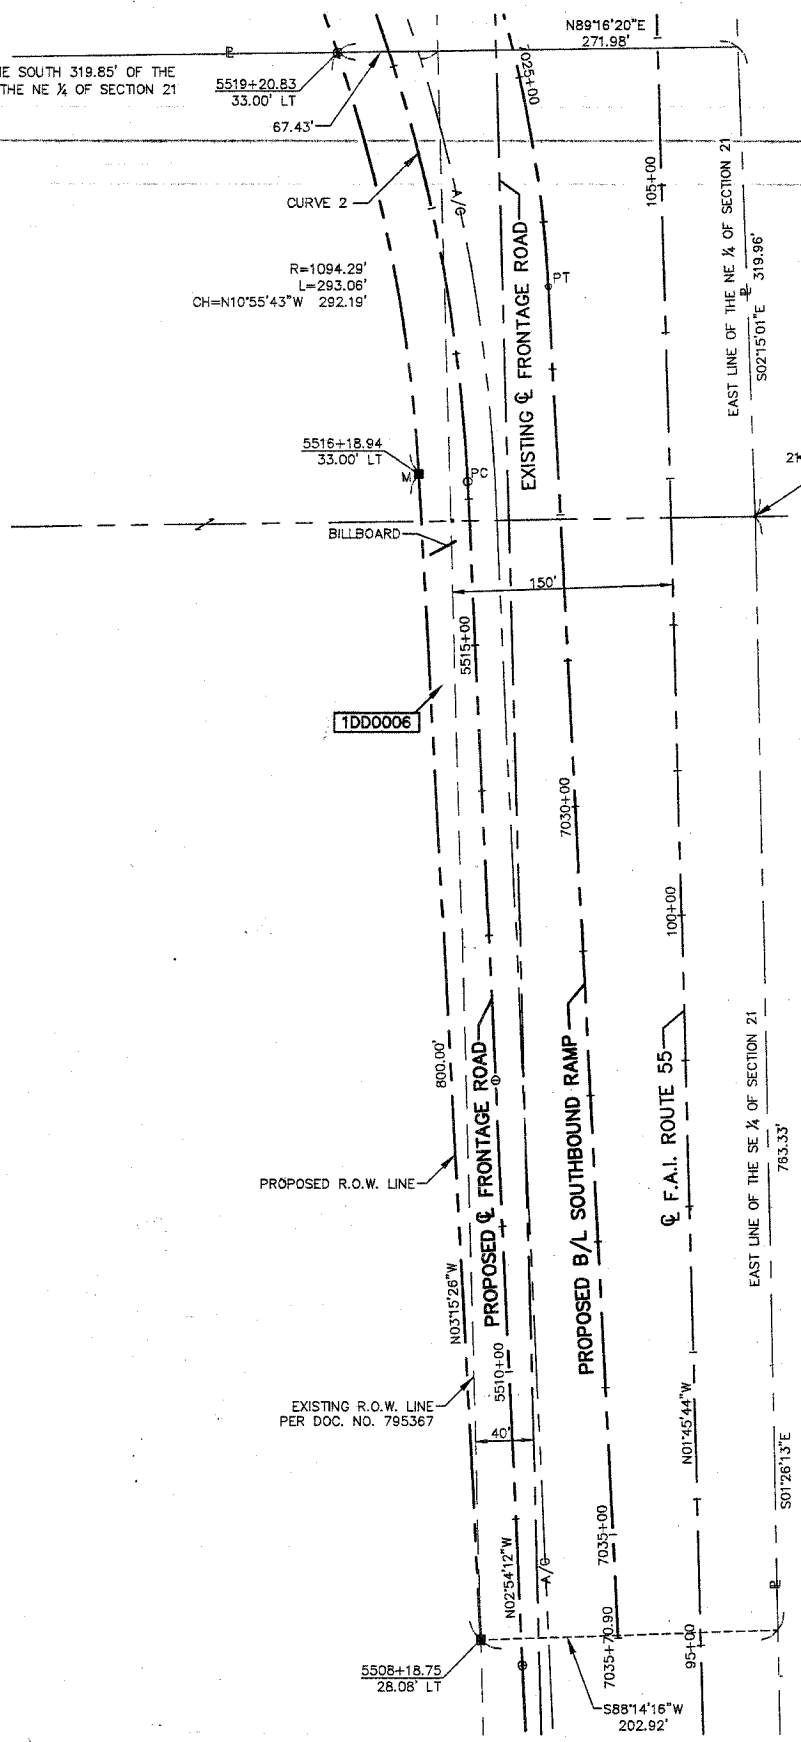 N89°16'20"E
271.98'
HE SOUTH 319.85' OF THE
THE NE ¼ OF SECTION 21
5519+20.83
33.00' LT
7025+00
67.43'
CURVE 2
A/C
105+00
R=1094.29'
L=293.06'
CH=N10°55'43"W 292.19'
PT
EXISTING ℄ FRONTAGE ROAD
EAST LINE OF THE NE ¼ OF SECTION 21
S02°15'01"E 319.96'
5516+18.94
33.00' LT
M
PC
21
BILLBOARD
150'
5515+00
1DD0006
7030+00
100+00
800.00'
PROPOSED R.O.W. LINE
N03°15'26"W
PROPOSED ℄ FRONTAGE ROAD
PROPOSED B/L SOUTHBOUND RAMP
℄ F.A.I. ROUTE 55
EAST LINE OF THE SE ¼ OF SECTION 21
763.33'
EXISTING R.O.W. LINE
PER DOC. NO. 795367
5510+00
40'
N01°45'44"W
S01°26'13"E
N02°54'12"W
A/C
7035+00
7035+70.90
95+00
5508+18.75
28.08' LT
S88°14'16"W
202.92'